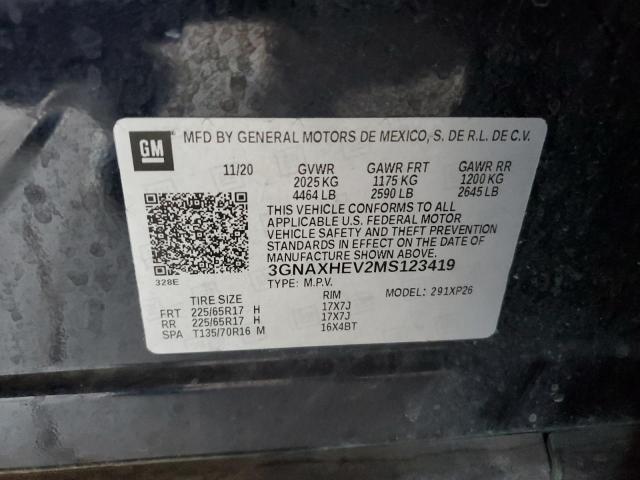 GM MFD BY GENERAL MOTORS DE MEXICO, S. DE R.L. DE C.V.
11/20 GVWR GAWR FRT GAWR RR
2025 KG 1175 KG 1200 KG
4464 LB 2590 LB 2645 LB
THIS VEHICLE CONFORMS TO ALL
APPLICABLE U.S. FEDERAL MOTOR
VEHICLE SAFETY AND THEFT PREVENTION
STANDARDS IN EFFECT ON THE DATE OF
MANUFACTURE SHOWN ABOVE.
328E 3GNAXHEV2MS123419
TYPE: M.P.V. MODEL: 291XP26
TIRE SIZE RIM
FRT 225/65R17 H 17X7J
RR 225/65R17 H 17X7J
SPA T135/70R16 M 16X4BT